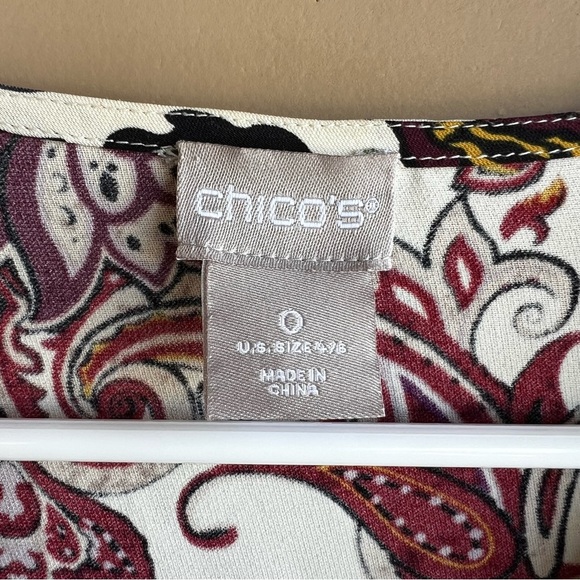 chico's®
0
U.S. SIZE 4/6
MADE IN
CHINA